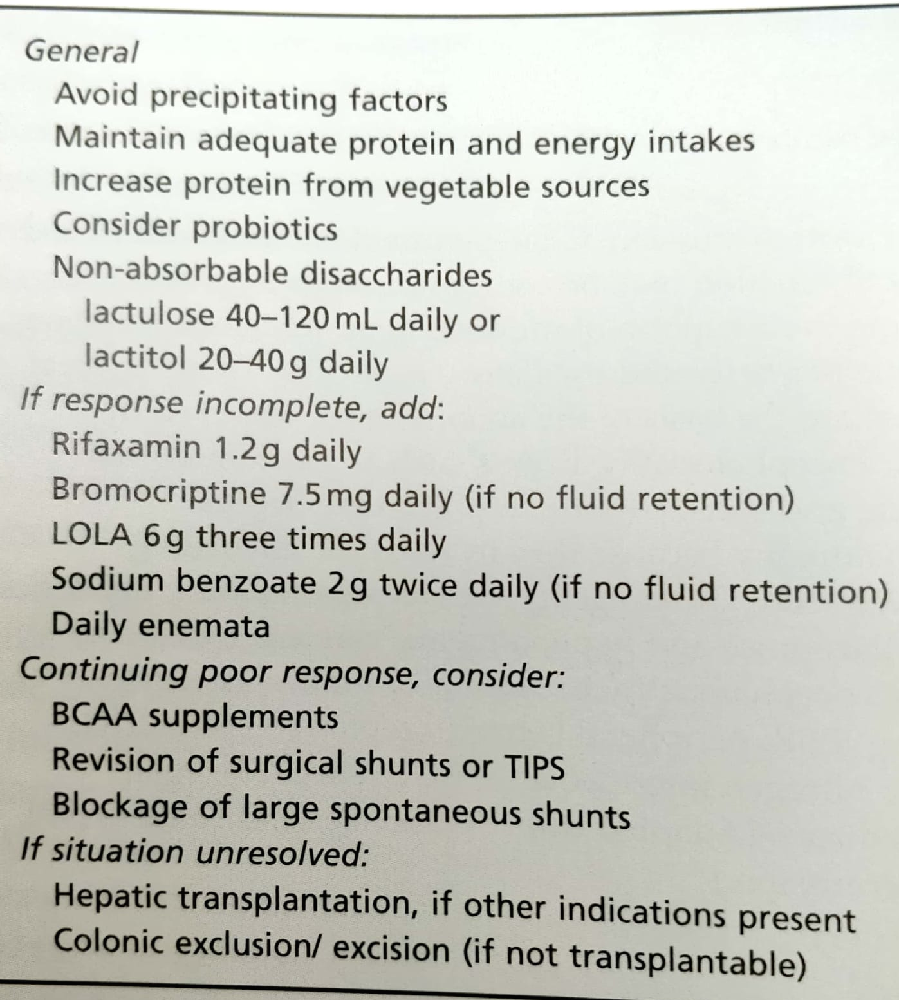 General
Avoid precipitating factors
Maintain adequate protein and energy intakes
Increase protein from vegetable sources
Consider probiotics
Non-absorbable disaccharides
lactulose 40–120 mL daily or
lactitol 20–40 g daily
If response incomplete, add:
Rifaxamin 1.2 g daily
Bromocriptine 7.5 mg daily (if no fluid retention)
LOLA 6 g three times daily
Sodium benzoate 2 g twice daily (if no fluid retention)
Daily enemata
Continuing poor response, consider:
BCAA supplements
Revision of surgical shunts or TIPS
Blockage of large spontaneous shunts
If situation unresolved:
Hepatic transplantation, if other indications present
Colonic exclusion/ excision (if not transplantable)